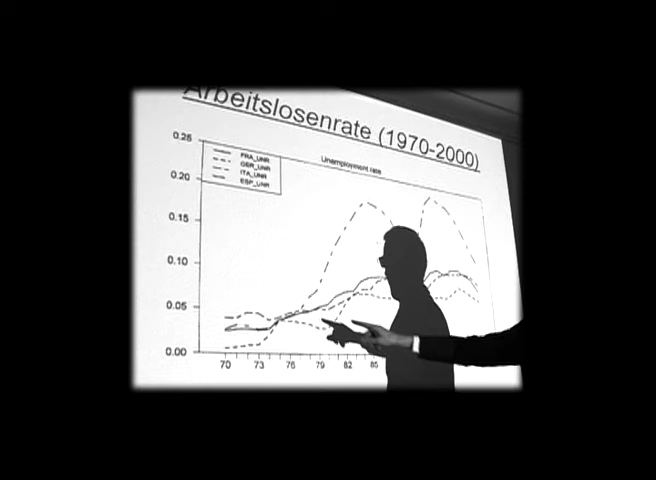 Arbeitslosenrate (1970-2000)
Unemployment rate
FRA_UNR
GER_UNR
ITA_UNR
ESP_UNR
0.25
0.20
0.15
0.10
0.05
0.00
70 73 76 79 82 85